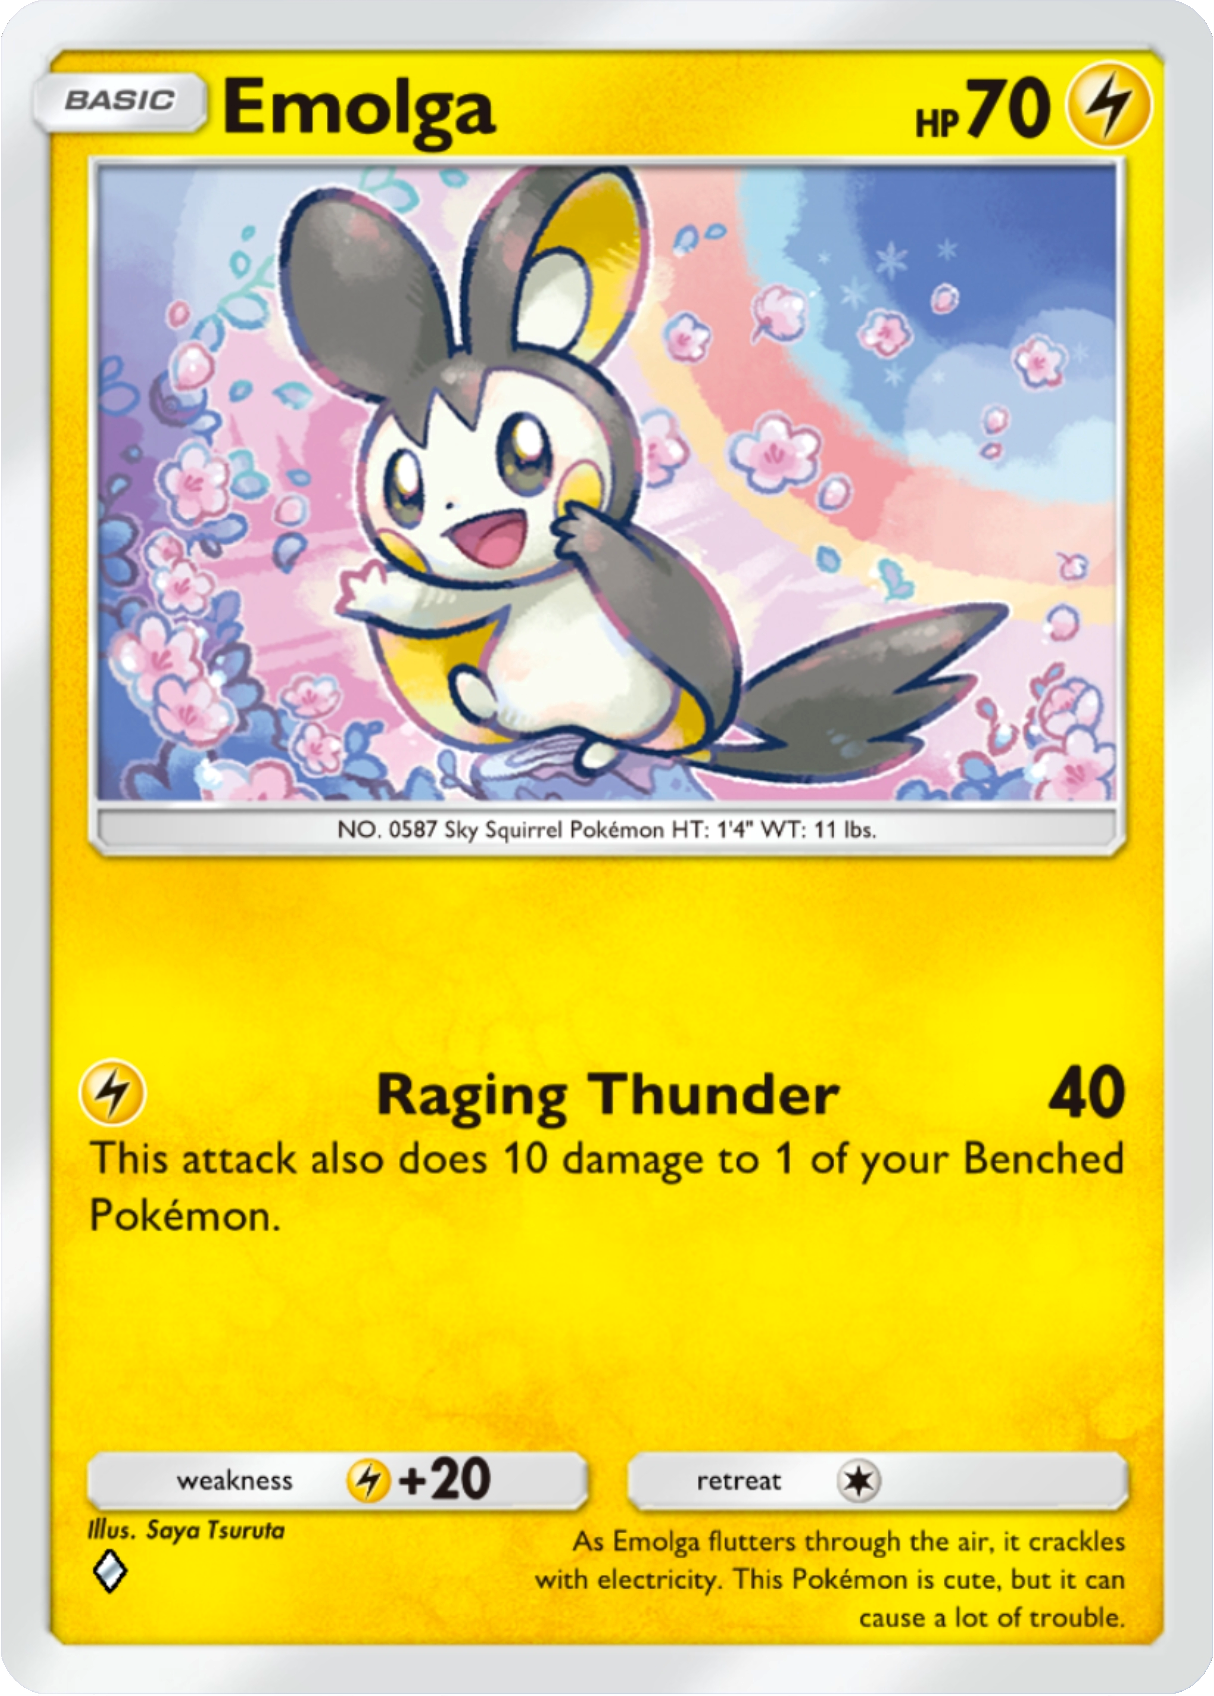 BASIC Emolga HP 70
NO. 0587 Sky Squirrel Pokémon HT: 1'4" WT: 11 lbs.
Raging Thunder 40
This attack also does 10 damage to 1 of your Benched
Pokémon.
weakness +20 retreat
Illus. Saya Tsuruta
As Emolga flutters through the air, it crackles
with electricity. This Pokémon is cute, but it can
cause a lot of trouble.